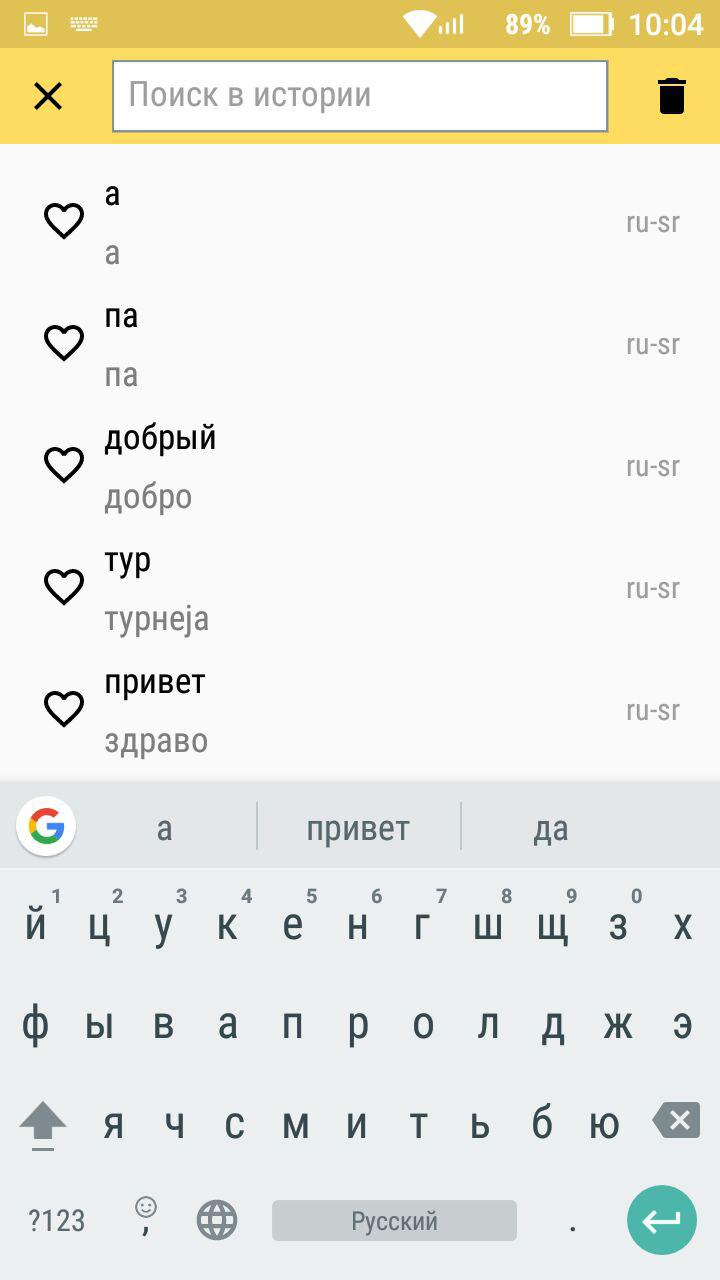 89% 10:04
Поиск в истории
а
ru-sr
а
па
ru-sr
па
добрый
ru-sr
добро
тур
ru-sr
турнеја
привет
ru-sr
здраво
G а привет да
1 2 3 4 5 6 7 8 9 0
й ц у к е н г ш щ з х
ф ы в а п р о л д ж э
я ч с м и т ь б ю
?123 , Русский .